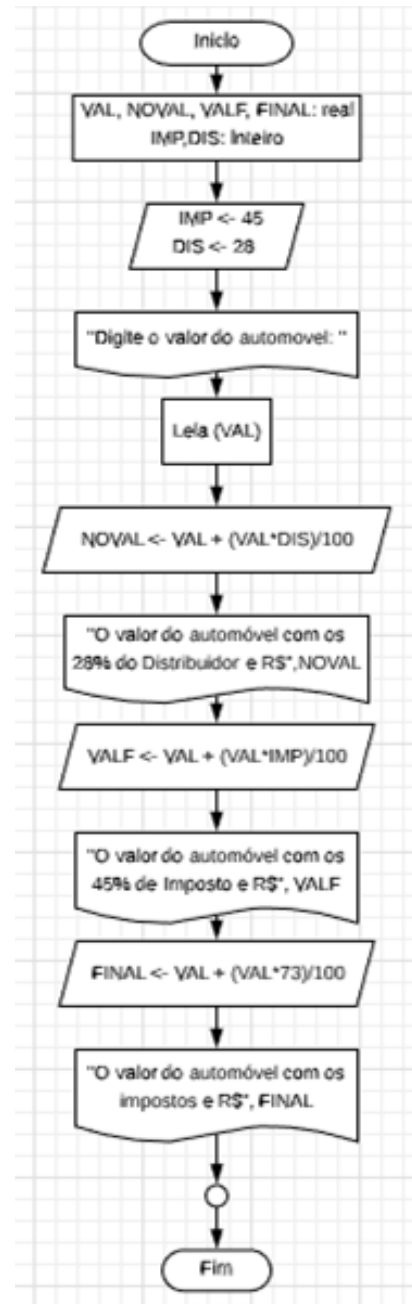 Inicio
VAL, NOVAL, VALF, FINAL: real
IMP,DIS: Inteiro
IMP <- 45
DIS <- 28
"Digite o valor do automovel: "
Leia (VAL)
NOVAL <- VAL + (VAL*DIS)/100
"O valor do automóvel com os
28% do Distribuidor e R$",NOVAL
VALF <- VAL + (VAL*IMP)/100
"O valor do automóvel com os
45% de Imposto e R$", VALF
FINAL <- VAL + (VAL*73)/100
"O valor do automóvel com os
impostos e R$", FINAL
Fim